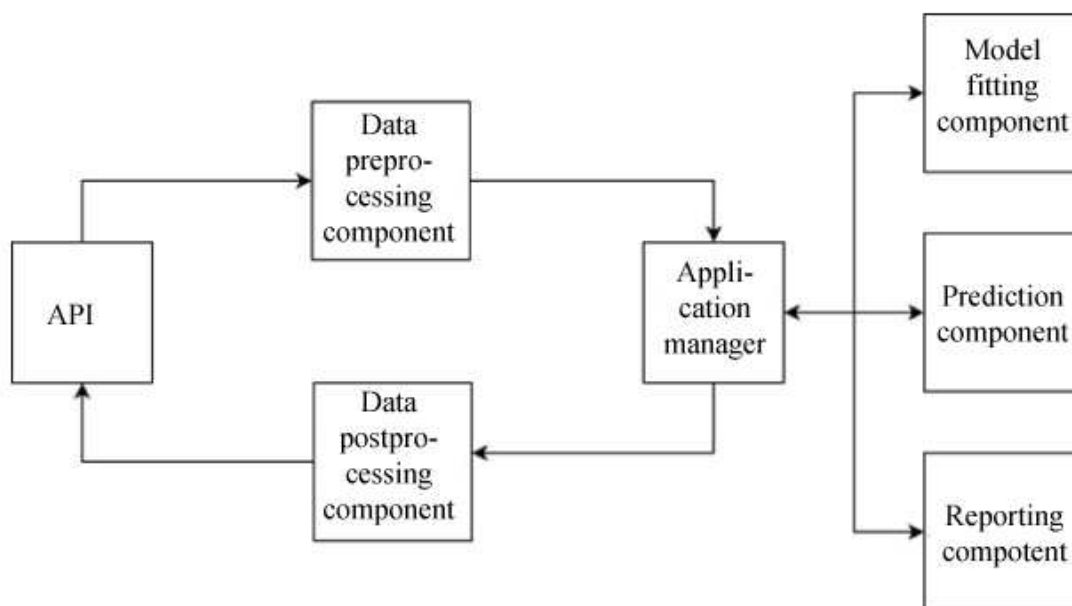 Model
fitting
component
Data
prepro-
cessing
component
API
Appli-
cation
manager
Prediction
component
Data
postpro-
cessing
component
Reporting
compotent